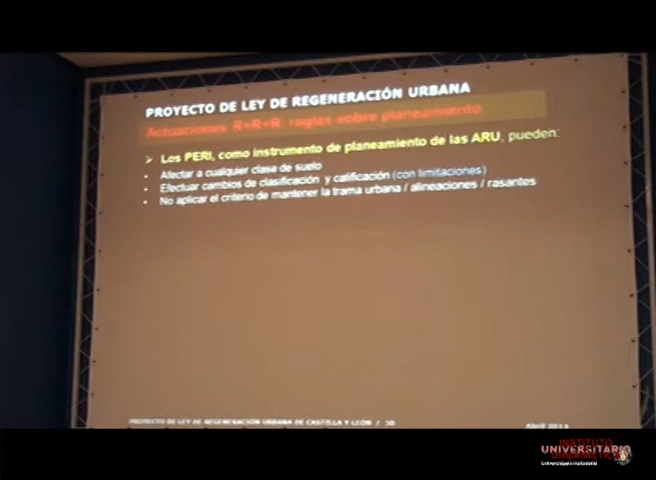 PROYECTO DE LEY DE REGENERACIÓN URBANA
Actuaciones R+R+R: reglas sobre planeamiento
➢ Los PERI, como instrumento de planeamiento de las ARU, pueden:
• Afectar a cualquier clase de suelo
• Efectuar cambios de clasificación y calificación (con limitaciones)
• No aplicar el criterio de mantener la trama urbana / alineaciones / rasantes
PROYECTO DE LEY DE REGENERACIÓN URBANA DE CASTILLA Y LEÓN / 30
Abril
INSTITUTO
UNIVERSITARIO
URBANÍSTICA